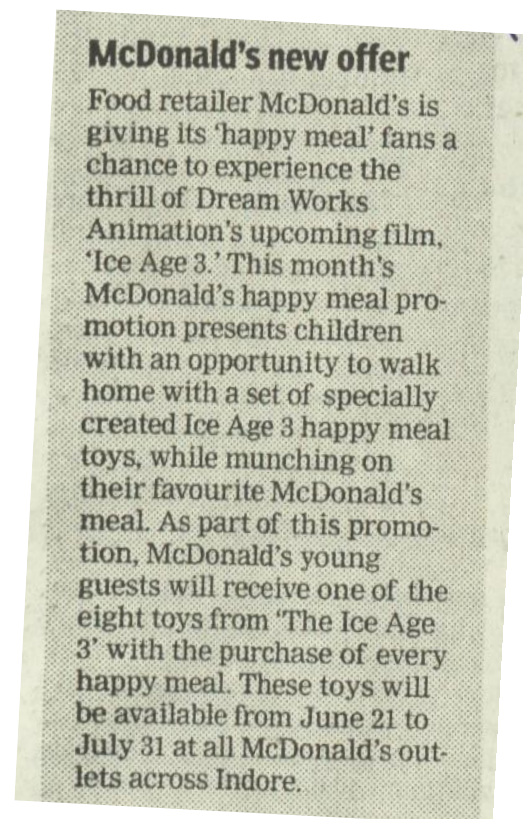 McDonald's new offer
Food retailer McDonald's is
giving its 'happy meal' fans a
chance to experience the
thrill of Dream Works
Animation's upcoming film,
'Ice Age 3.' This month's
McDonald's happy meal pro-
motion presents children
with an opportunity to walk
home with a set of specially
created Ice Age 3 happy meal
toys, while munching on
their favourite McDonald's
meal. As part of this promo-
tion, McDonald's young
guests will receive one of the
eight toys from 'The Ice Age
3' with the purchase of every
happy meal. These toys will
be available from June 21 to
July 31 at all McDonald's out-
lets across Indore.